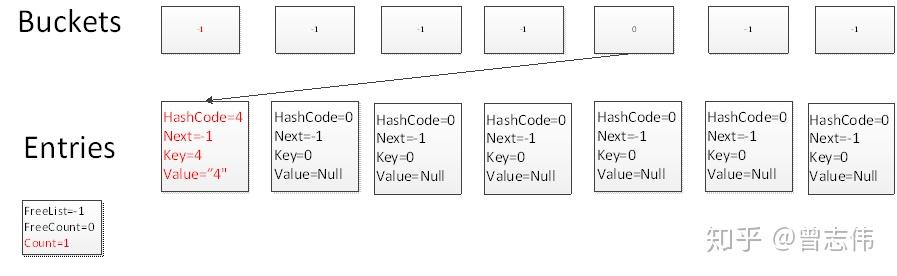 Buckets
-1 -1 -1 -1 0 -1 -1
Entries
HashCode=4
Next=-1
Key=4
Value="4"
HashCode=0
Next=-1
Key=0
Value=Null
HashCode=0
Next=-1
Key=0
Value=Null
HashCode=0
Next=-1
Key=0
Value=Null
HashCode=0
Next=-1
Key=0
Value=Null
HashCode=0
Next=-1
Key=0
Value=Null
HashCode=0
Next=-1
Key=0
Value=Null
FreeList=-1
FreeCount=0
Count=1
知乎 @曾志伟